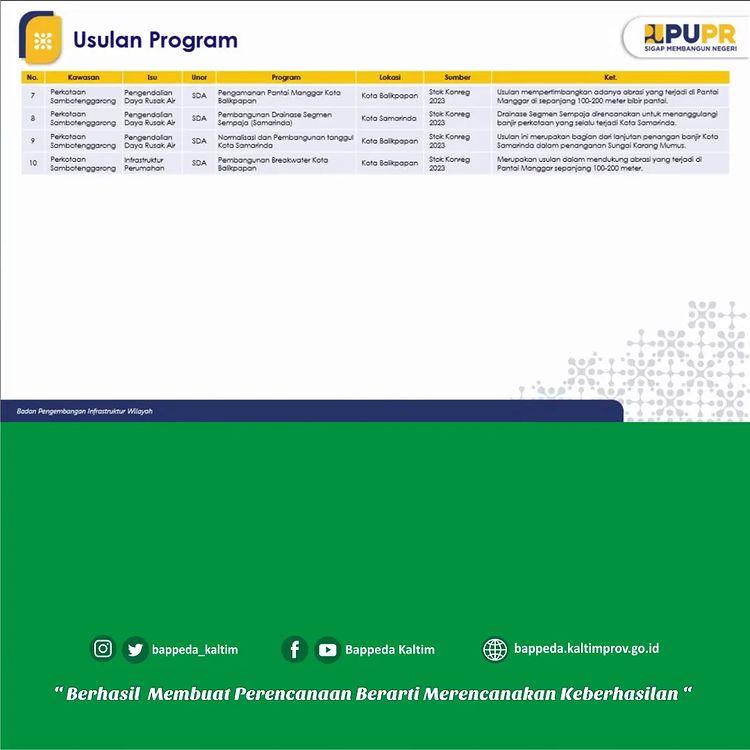 Usulan Program
PUPR
SIGAP MEMBANGUN NEGERI
No. Kawasan Isu Unor Program Lokasi Sumber Ket.
7 Perkotaan Sambotenggarong Pengendalian Daya Rusak Air SDA Pengamanan Pantai Manggar Kota Balikpapan Kota Balikpapan Stok Konreg 2023 Usulan mempertimbangkan adanya abrasi yang terjadi di Pantai Manggar di sepanjang 100-200 meter bibir pantai.
8 Perkotaan Sambotenggarong Pengendalian Daya Rusak Air SDA Pembangunan Drainase Segmen Sempaja (Samarinda) Kota Samarinda Stok Konreg 2023 Drainase Segmen Sempaja direncanakan untuk menanggulangi banjir perkotaan yang selalu terjadi Kota Samarinda.
9 Perkotaan Sambotenggarong Pengendalian Daya Rusak Air SDA Normalisasi dan Pembangunan tanggul Kota Samarinda Kota Balikpapan Stok Konreg 2023 Usulan ini merupakan bagian dari lanjutan penangan banjir Kota Samarinda dalam penanganan Sungai Karang Mumus.
10 Perkotaan Sambotenggarong Infrastruktur Perumahan SDA Pembangunan Breakwater Kota Balikpapan Kota Balikpapan Stok Konreg 2023 Merupakan usulan dalam mendukung abrasi yang terjadi di Pantai Manggar sepanjang 100-200 meter.
Badan Pengembangan Infrastruktur Wilayah
bappeda_kaltim Bappeda Kaltim bappeda.kaltimprov.go.id
“ Berhasil Membuat Perencanaan Berarti Merencanakan Keberhasilan “